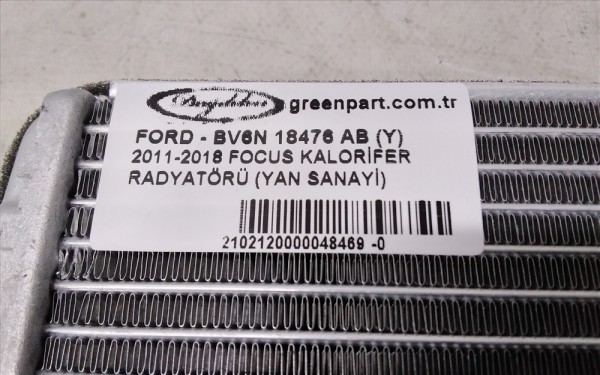 greenpart.com.tr
FORD - BV6N 18476 AB (Y)
2011-2018 FOCUS KALORİFER
RADYATÖRÜ (YAN SANAYİ)
2102120000048469 -0